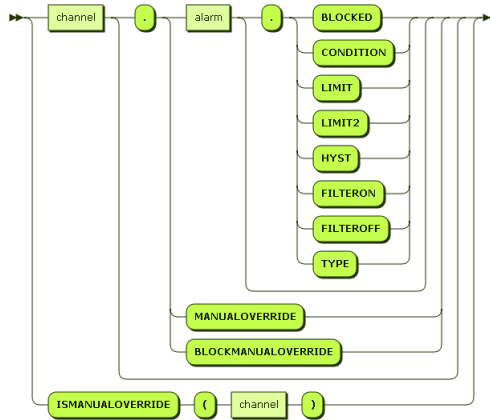 channel . alarm . BLOCKED
CONDITION
LIMIT
LIMIT2
HYST
FILTERON
FILTEROFF
TYPE
MANUALOVERRIDE
BLOCKMANUALOVERRIDE
ISMANUALOVERRIDE ( channel )